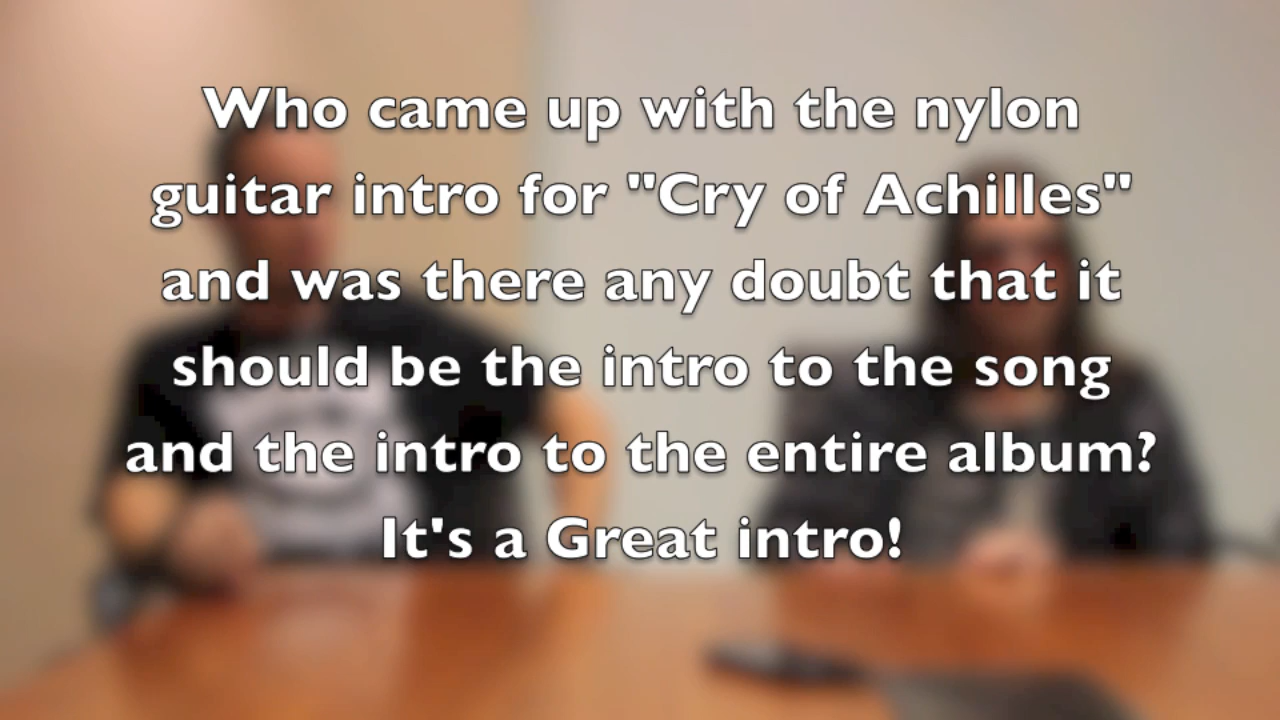 Who came up with the nylon
guitar intro for "Cry of Achilles"
and was there any doubt that it
should be the intro to the song
and the intro to the entire album?
It's a Great intro!